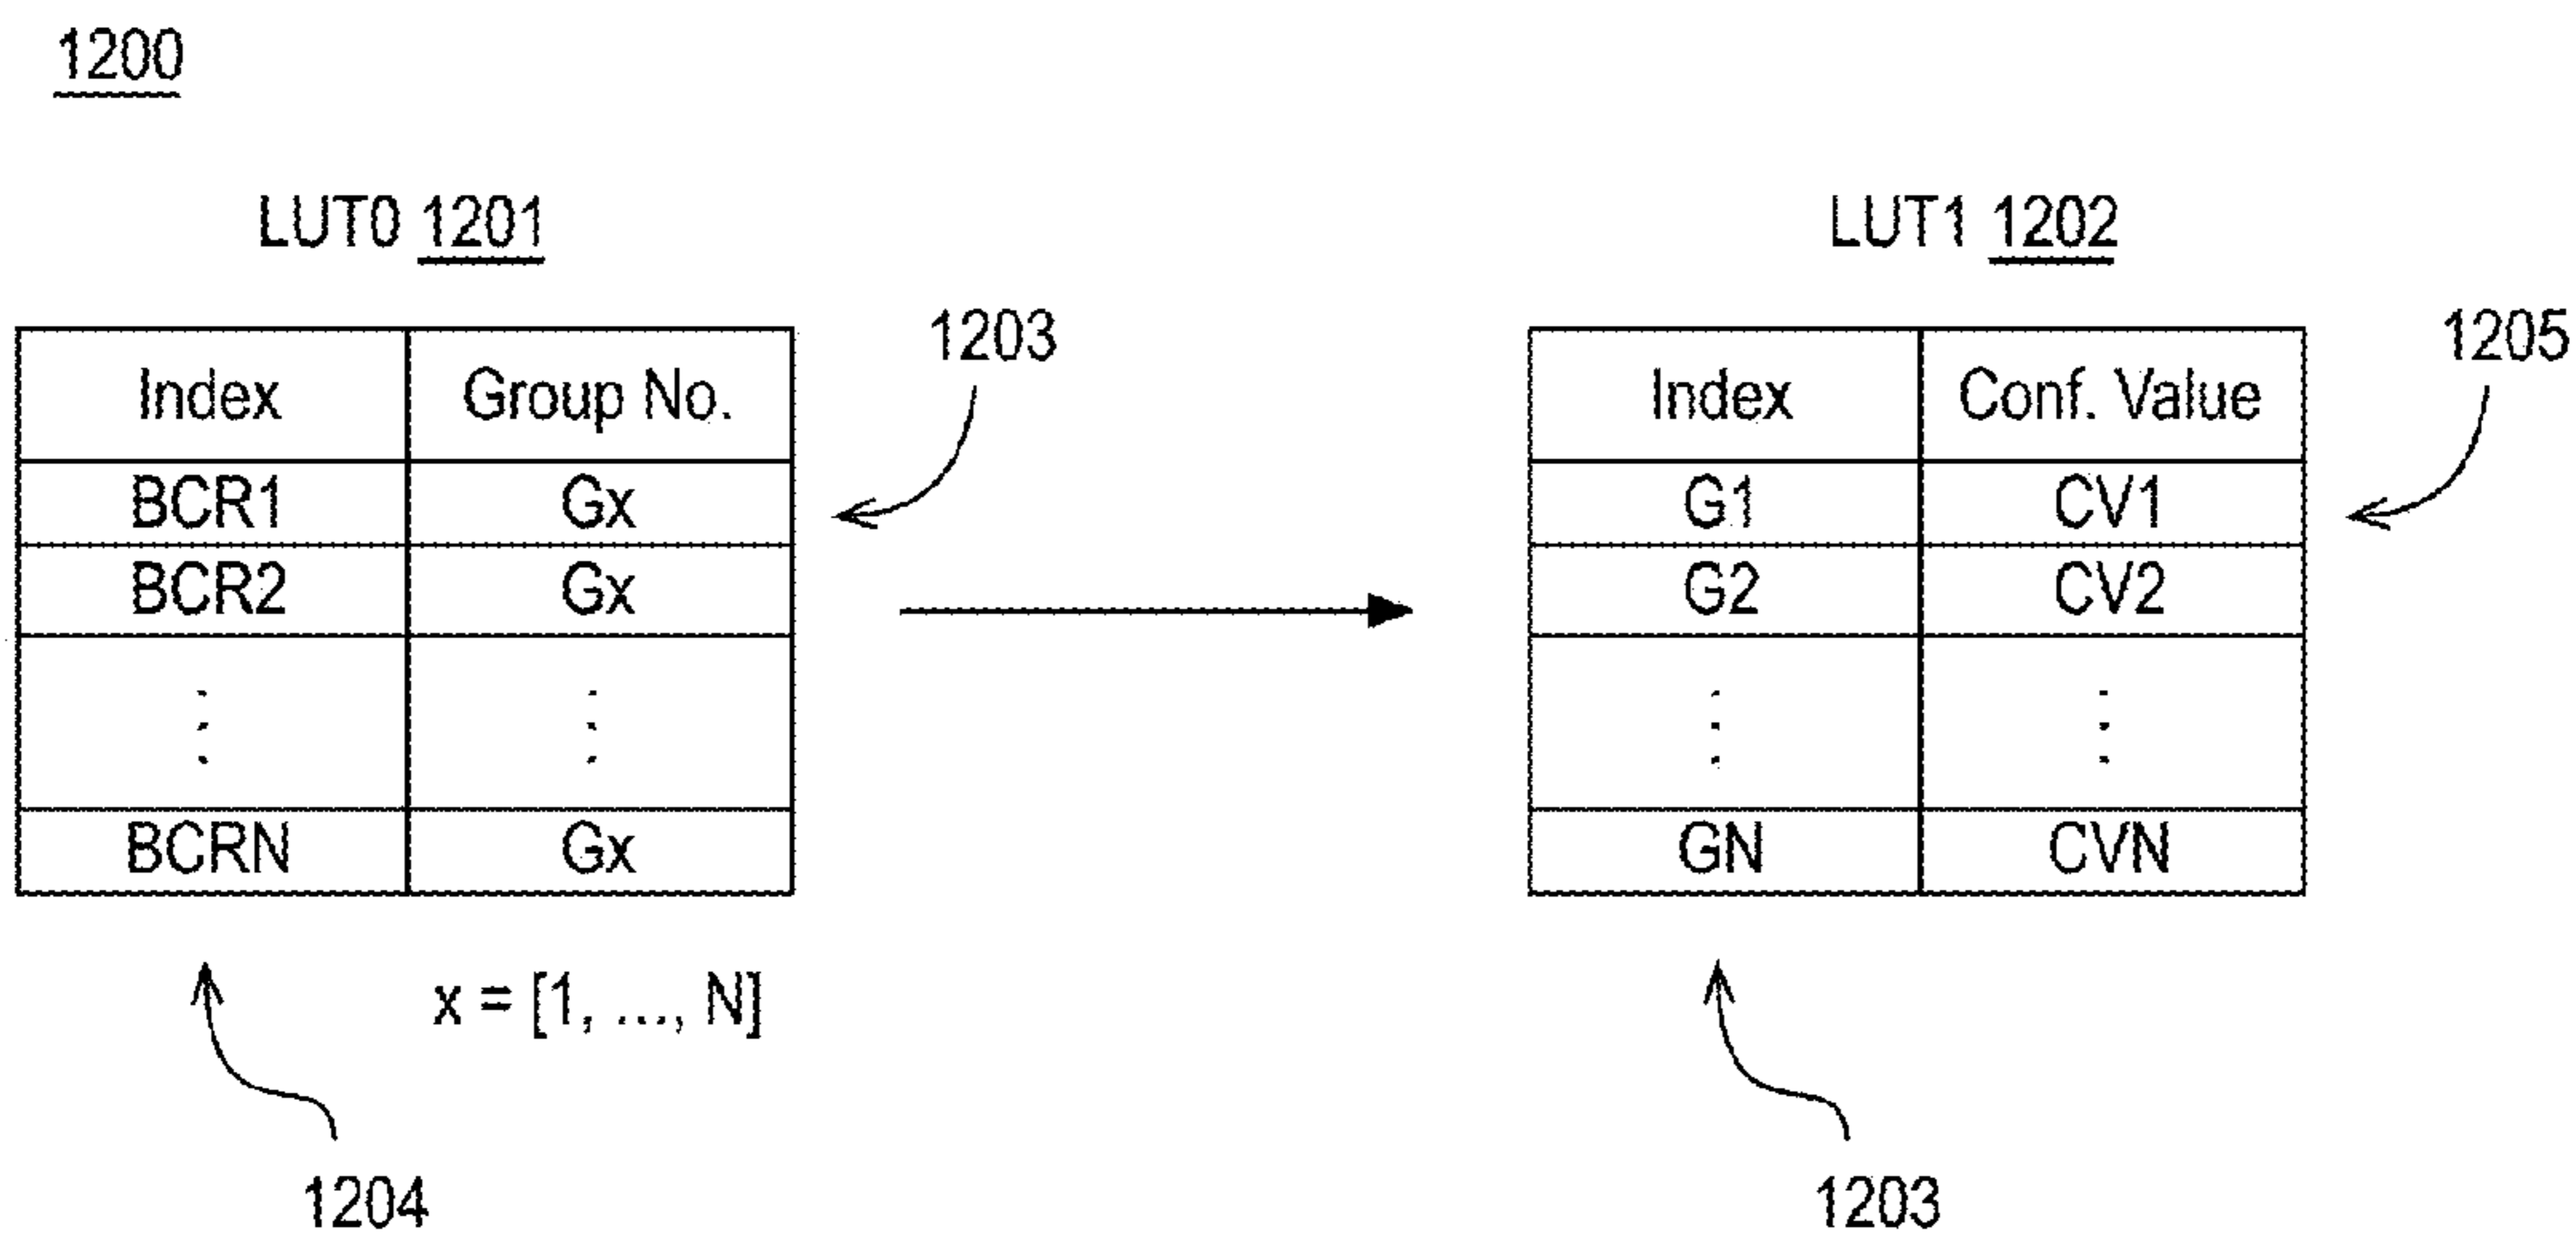 1200
LUT0 1201
LUT1 1202
1203
1205
Index Group No.
BCR1 Gx
BCR2 Gx
⋮ ⋮
BCRN Gx
Index Conf. Value
G1 CV1
G2 CV2
⋮ ⋮
GN CVN
x = [1, ..., N]
1204
1203